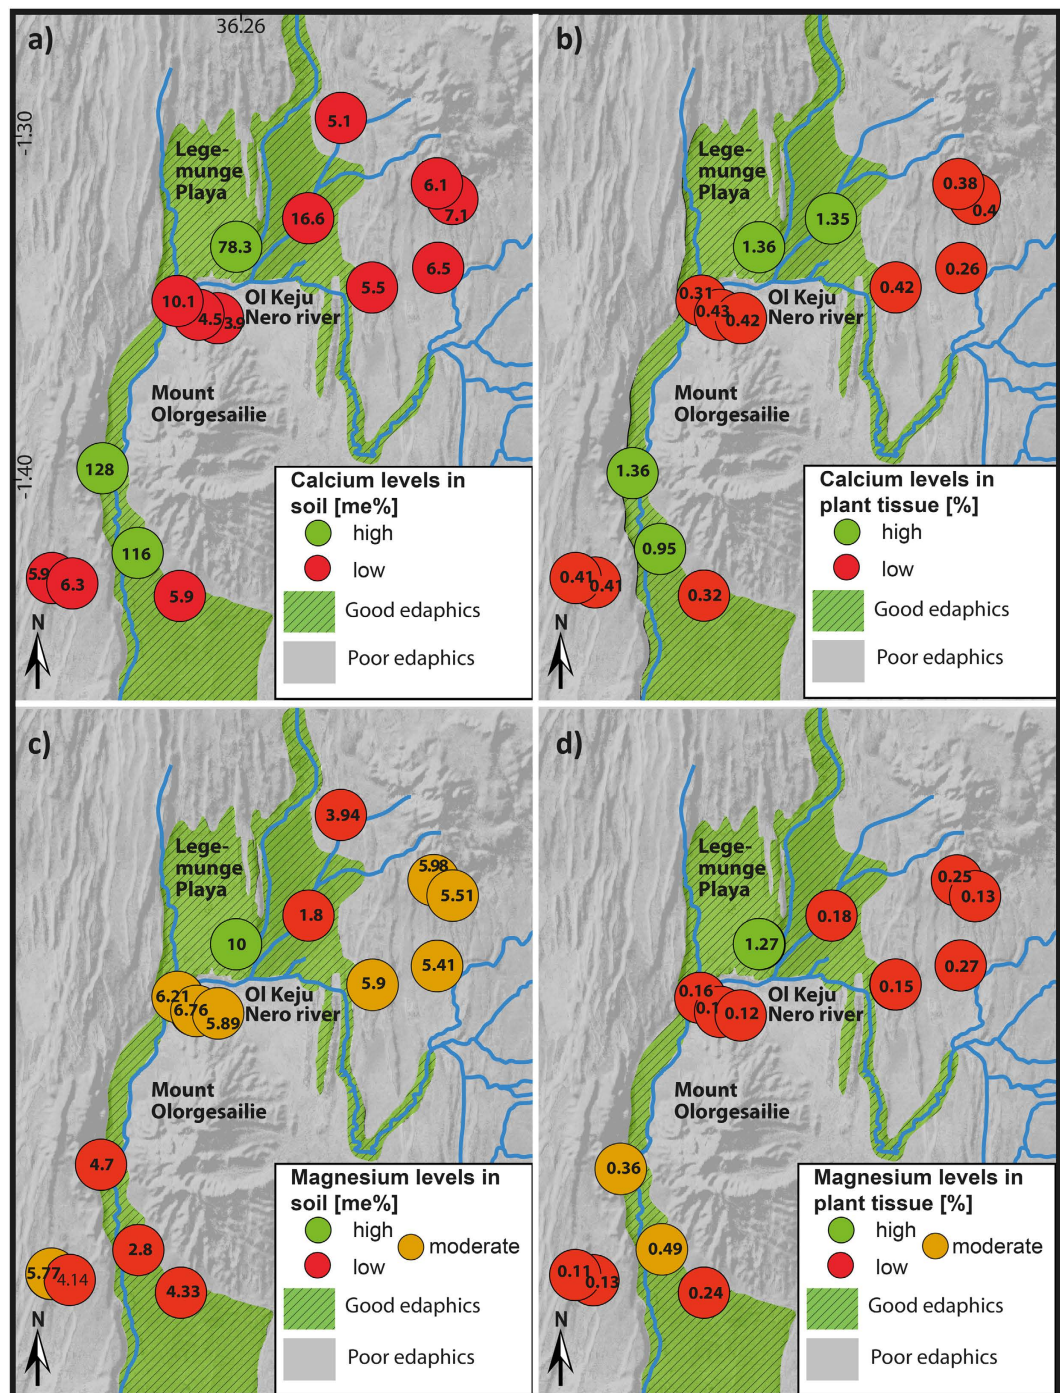 a)
36.26
-1.30
-1.40
5.1
Lege-
munge
Playa
6.1
7.1
16.6
78.3
6.5
5.5
10.1
4.5
3.9
Ol Keju
Nero river
Mount
Olorgesailie
128
116
5.9
6.3
5.9
N
Calcium levels in
soil [me%]
high
low
Good edaphics
Poor edaphics
b)
Lege-
munge
Playa
0.38
0.4
1.35
1.36
0.26
0.42
0.31
0.43
0.42
Ol Keju
Nero river
Mount
Olorgesailie
1.36
0.95
0.41
0.41
0.32
N
Calcium levels in
plant tissue [%]
high
low
Good edaphics
Poor edaphics
c)
3.94
Lege-
munge
Playa
5.98
5.51
1.8
10
5.41
5.9
6.21
6.76
5.89
Ol Keju
Nero river
Mount
Olorgesailie
4.7
2.8
5.77
4.14
4.33
N
Magnesium levels in
soil [me%]
high
moderate
low
Good edaphics
Poor edaphics
d)
Lege-
munge
Playa
0.25
0.13
0.18
1.27
0.27
0.15
0.16
0.12
Ol Keju
Nero river
Mount
Olorgesailie
0.36
0.49
0.11
0.13
0.24
N
Magnesium levels in
plant tissue [%]
high
moderate
low
Good edaphics
Poor edaphics